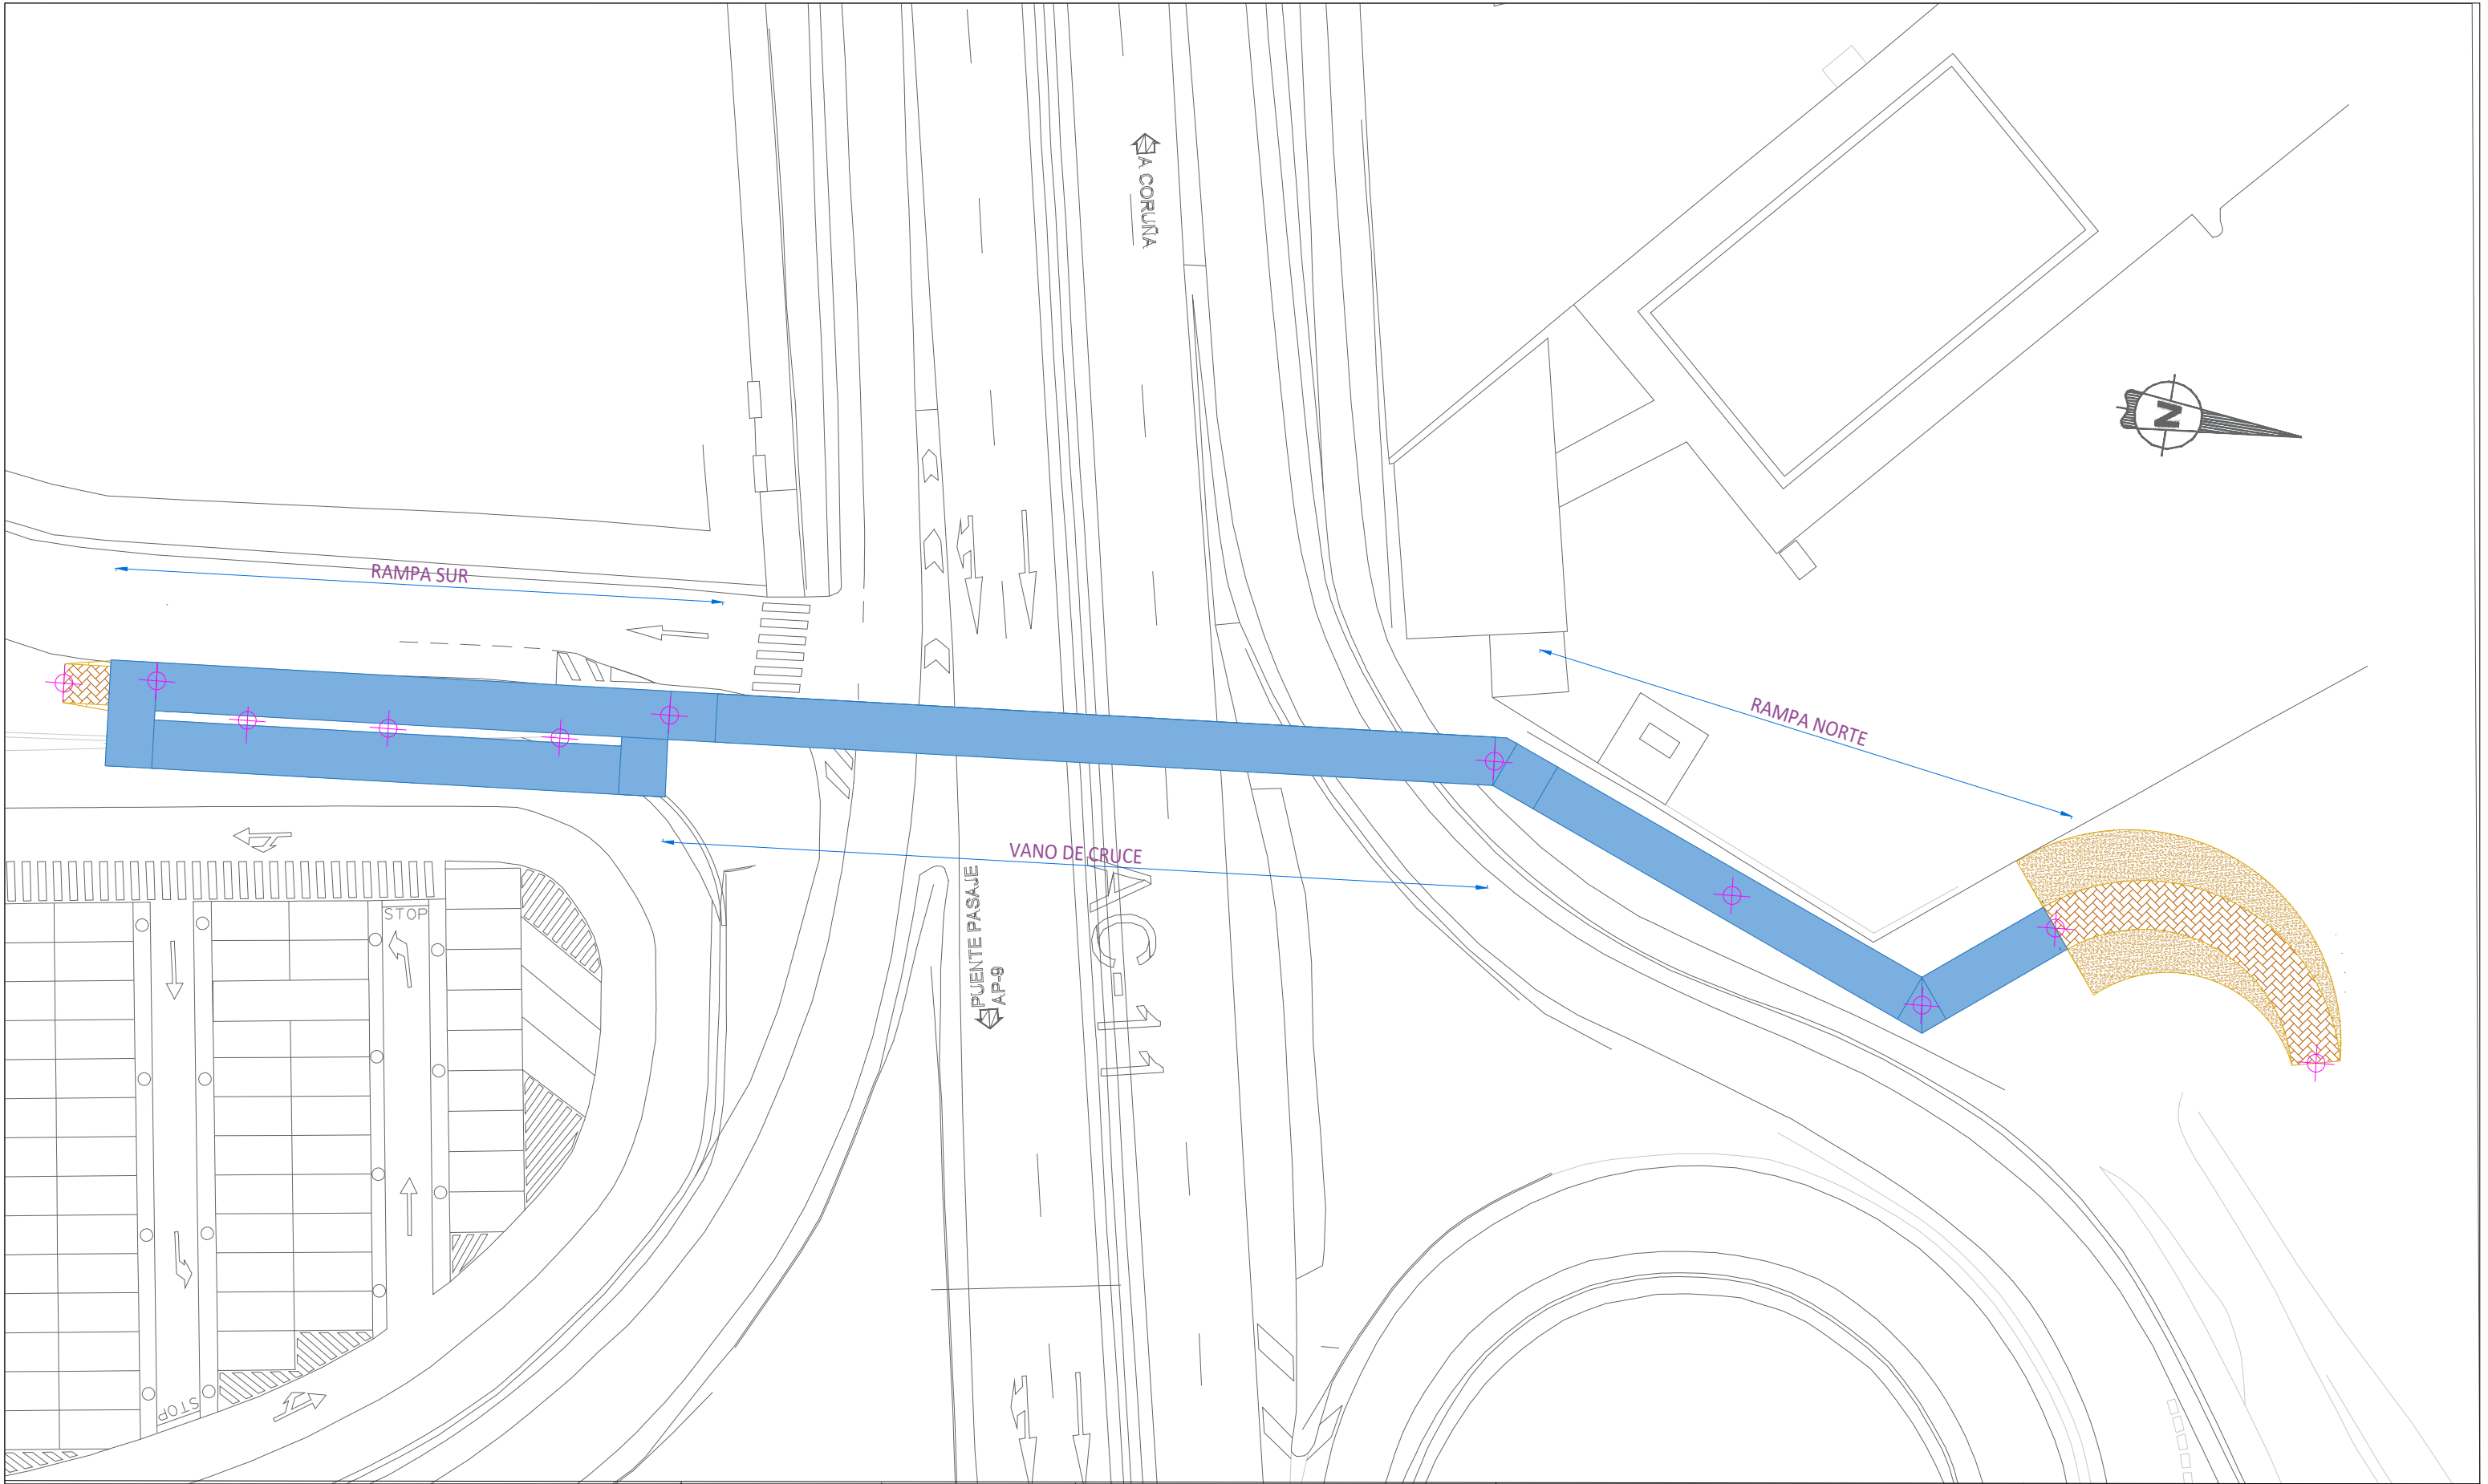 A CORUÑA
N
RAMPA SUR
RAMPA NORTE
VANO DE CRUCE
PUENTE PASAJE
AP-9
AC-11
STOP
STOP